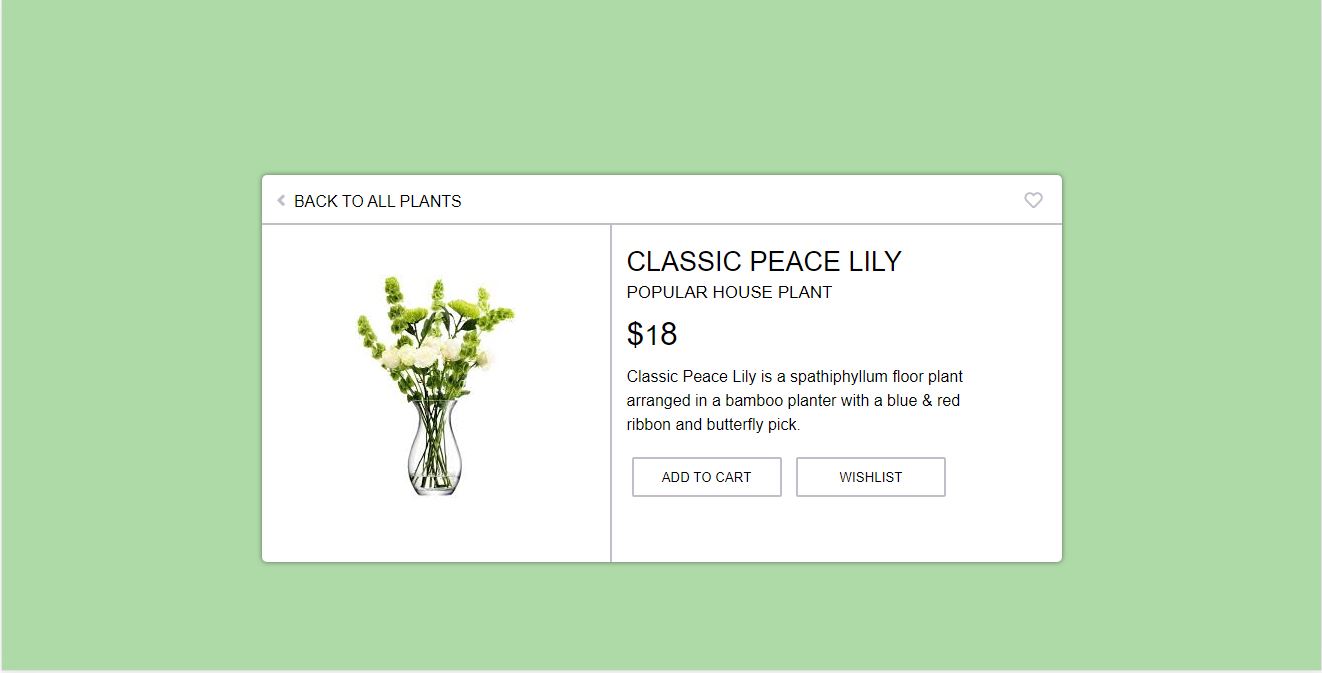 BACK TO ALL PLANTS
CLASSIC PEACE LILY
POPULAR HOUSE PLANT
$18
Classic Peace Lily is a spathiphyllum floor plant
arranged in a bamboo planter with a blue & red
ribbon and butterfly pick.
ADD TO CART
WISHLIST